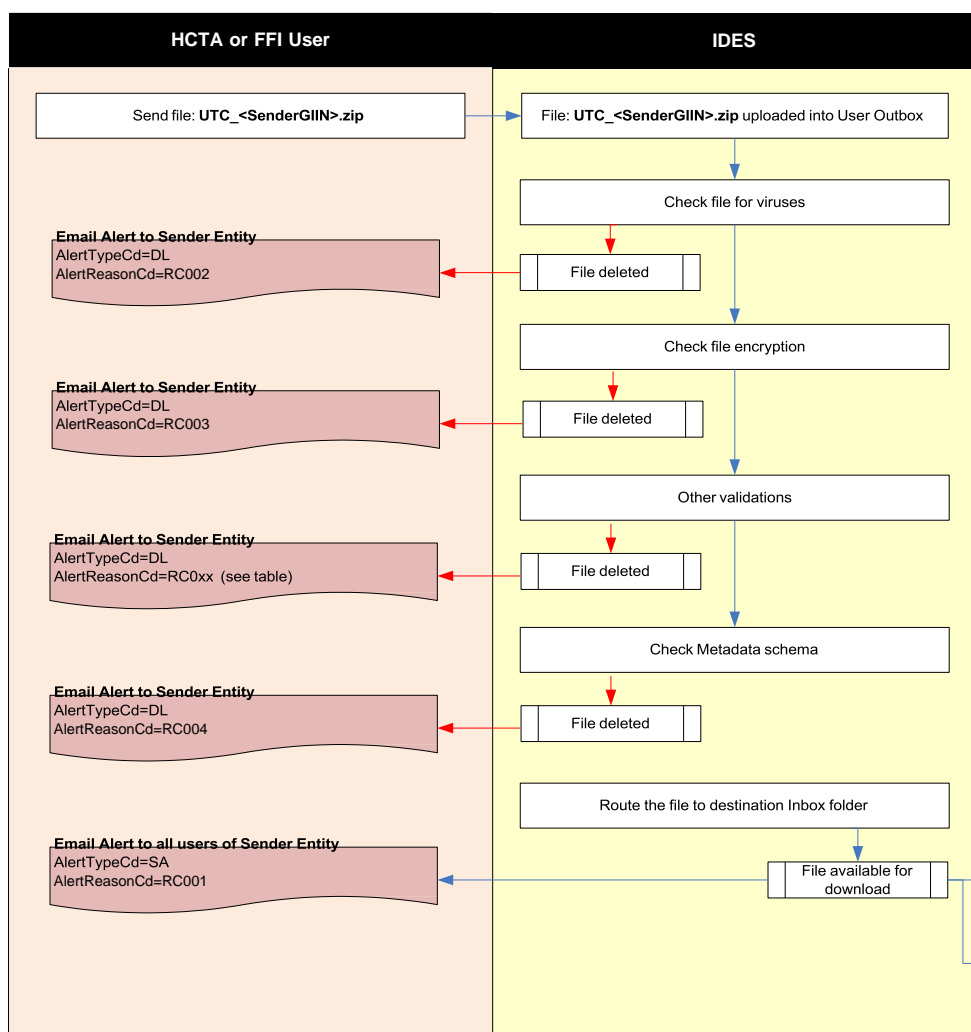 HCTA or FFI User
IDES
Send file: UTC_<SenderGIIN>.zip
File: UTC_<SenderGIIN>.zip uploaded into User Outbox
Check file for viruses
Email Alert to Sender Entity
AlertTypeCd=DL
AlertReasonCd=RC002
File deleted
Check file encryption
Email Alert to Sender Entity
AlertTypeCd=DL
AlertReasonCd=RC003
File deleted
Other validations
Email Alert to Sender Entity
AlertTypeCd=DL
AlertReasonCd=RC0xx (see table)
File deleted
Check Metadata schema
Email Alert to Sender Entity
AlertTypeCd=DL
AlertReasonCd=RC004
File deleted
Route the file to destination Inbox folder
Email Alert to all users of Sender Entity
AlertTypeCd=SA
AlertReasonCd=RC001
File available for
download